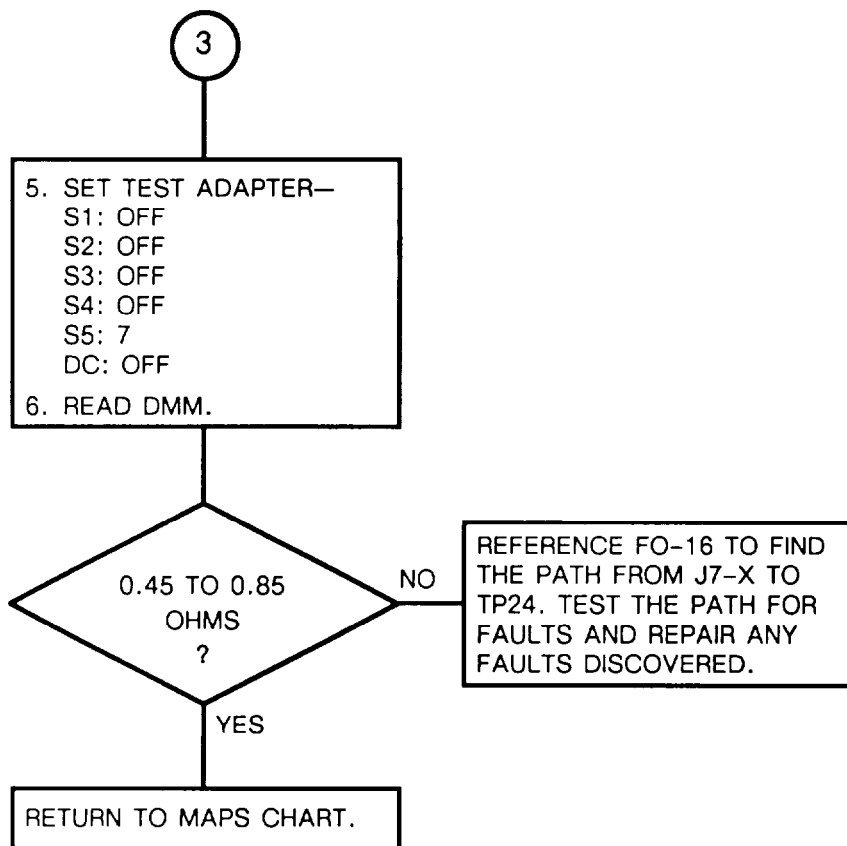 3
5. SET TEST ADAPTER—
S1: OFF
S2: OFF
S3: OFF
S4: OFF
S5: 7
DC: OFF
6. READ DMM.
0.45 TO 0.85
OHMS
?
NO
REFERENCE FO-16 TO FIND
THE PATH FROM J7-X TO
TP24. TEST THE PATH FOR
FAULTS AND REPAIR ANY
FAULTS DISCOVERED.
YES
RETURN TO MAPS CHART.